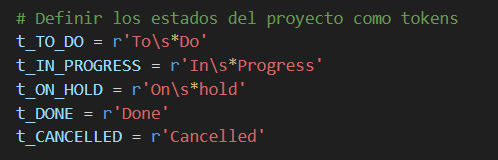 # Definir los estados del proyecto como tokens
t_TO_DO = r'To\s*Do'
t_IN_PROGRESS = r'In\s*Progress'
t_ON_HOLD = r'On\s*hold'
t_DONE = r'Done'
t_CANCELLED = r'Cancelled'